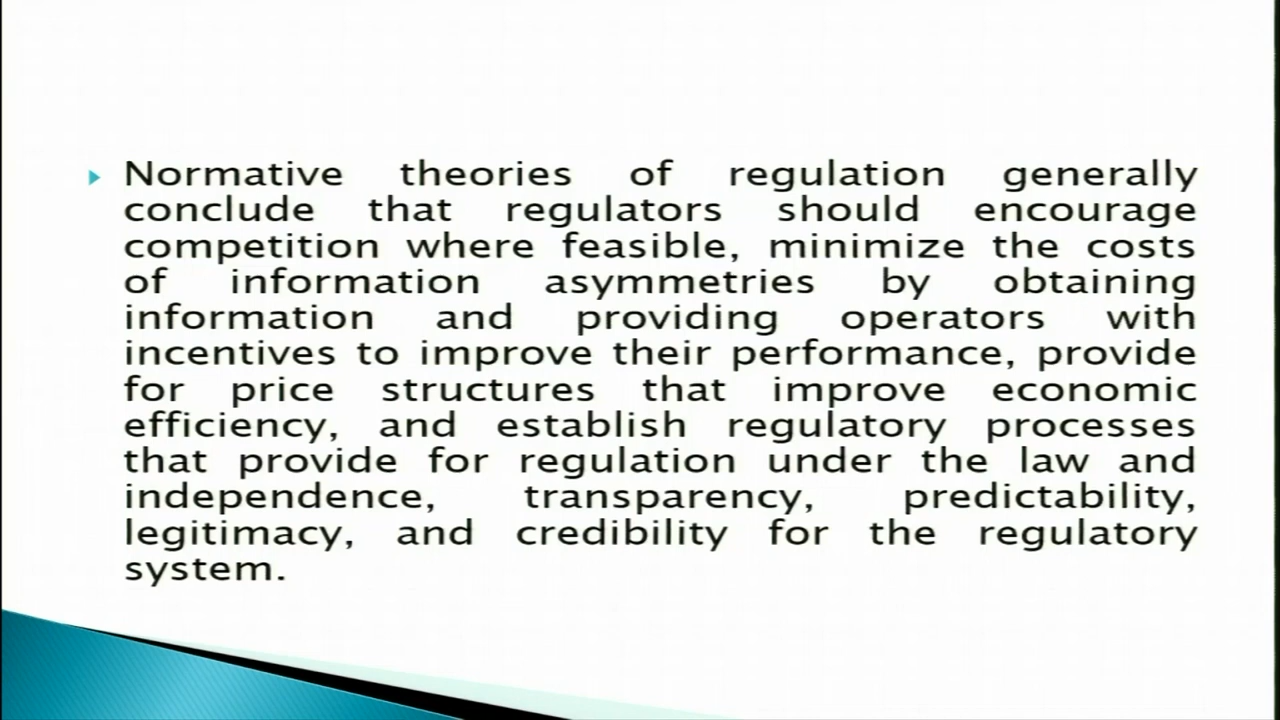 Normative theories of regulation generally
conclude that regulators should encourage
competition where feasible, minimize the costs
of information asymmetries by obtaining
information and providing operators with
incentives to improve their performance, provide
for price structures that improve economic
efficiency, and establish regulatory processes
that provide for regulation under the law and
independence, transparency, predictability,
legitimacy, and credibility for the regulatory
system.